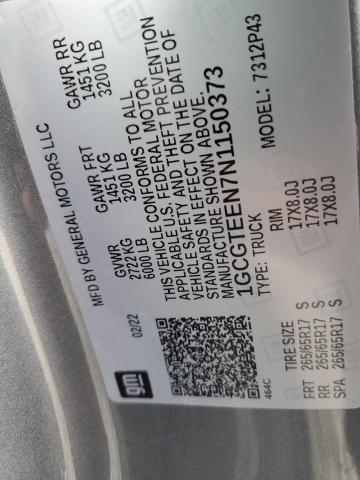 MFD BY GENERAL MOTORS LLC
02/22
GVWR GAWR FRT GAWR RR
2722 KG 1451 KG 1451 KG
6000 LB 3200 LB 3200 LB
THIS VEHICLE CONFORMS TO ALL
APPLICABLE U.S. FEDERAL MOTOR
VEHICLE SAFETY AND THEFT PREVENTION
STANDARDS IN EFFECT ON THE DATE OF
MANUFACTURE SHOWN ABOVE.
1GCGTEEN7N1150373
TYPE: TRUCK MODEL: 7312P43
gm
464C
TIRE SIZE RIM
FRT 265/65R17 S 17X8.0J
RR 265/65R17 S 17X8.0J
SPA 265/65R17 S 17X8.0J